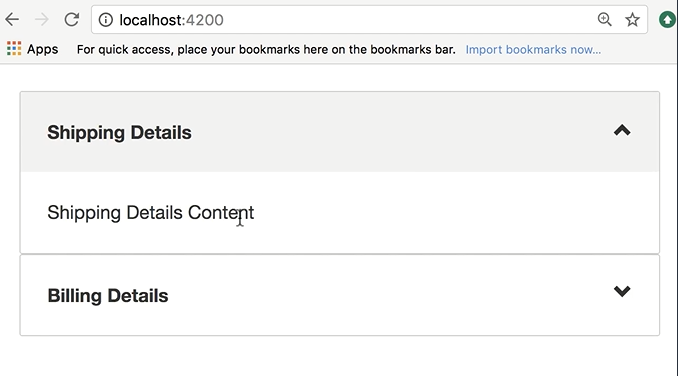 localhost:4200
Apps For quick access, place your bookmarks here on the bookmarks bar. Import bookmarks now...
Shipping Details
Shipping Details Content
Billing Details